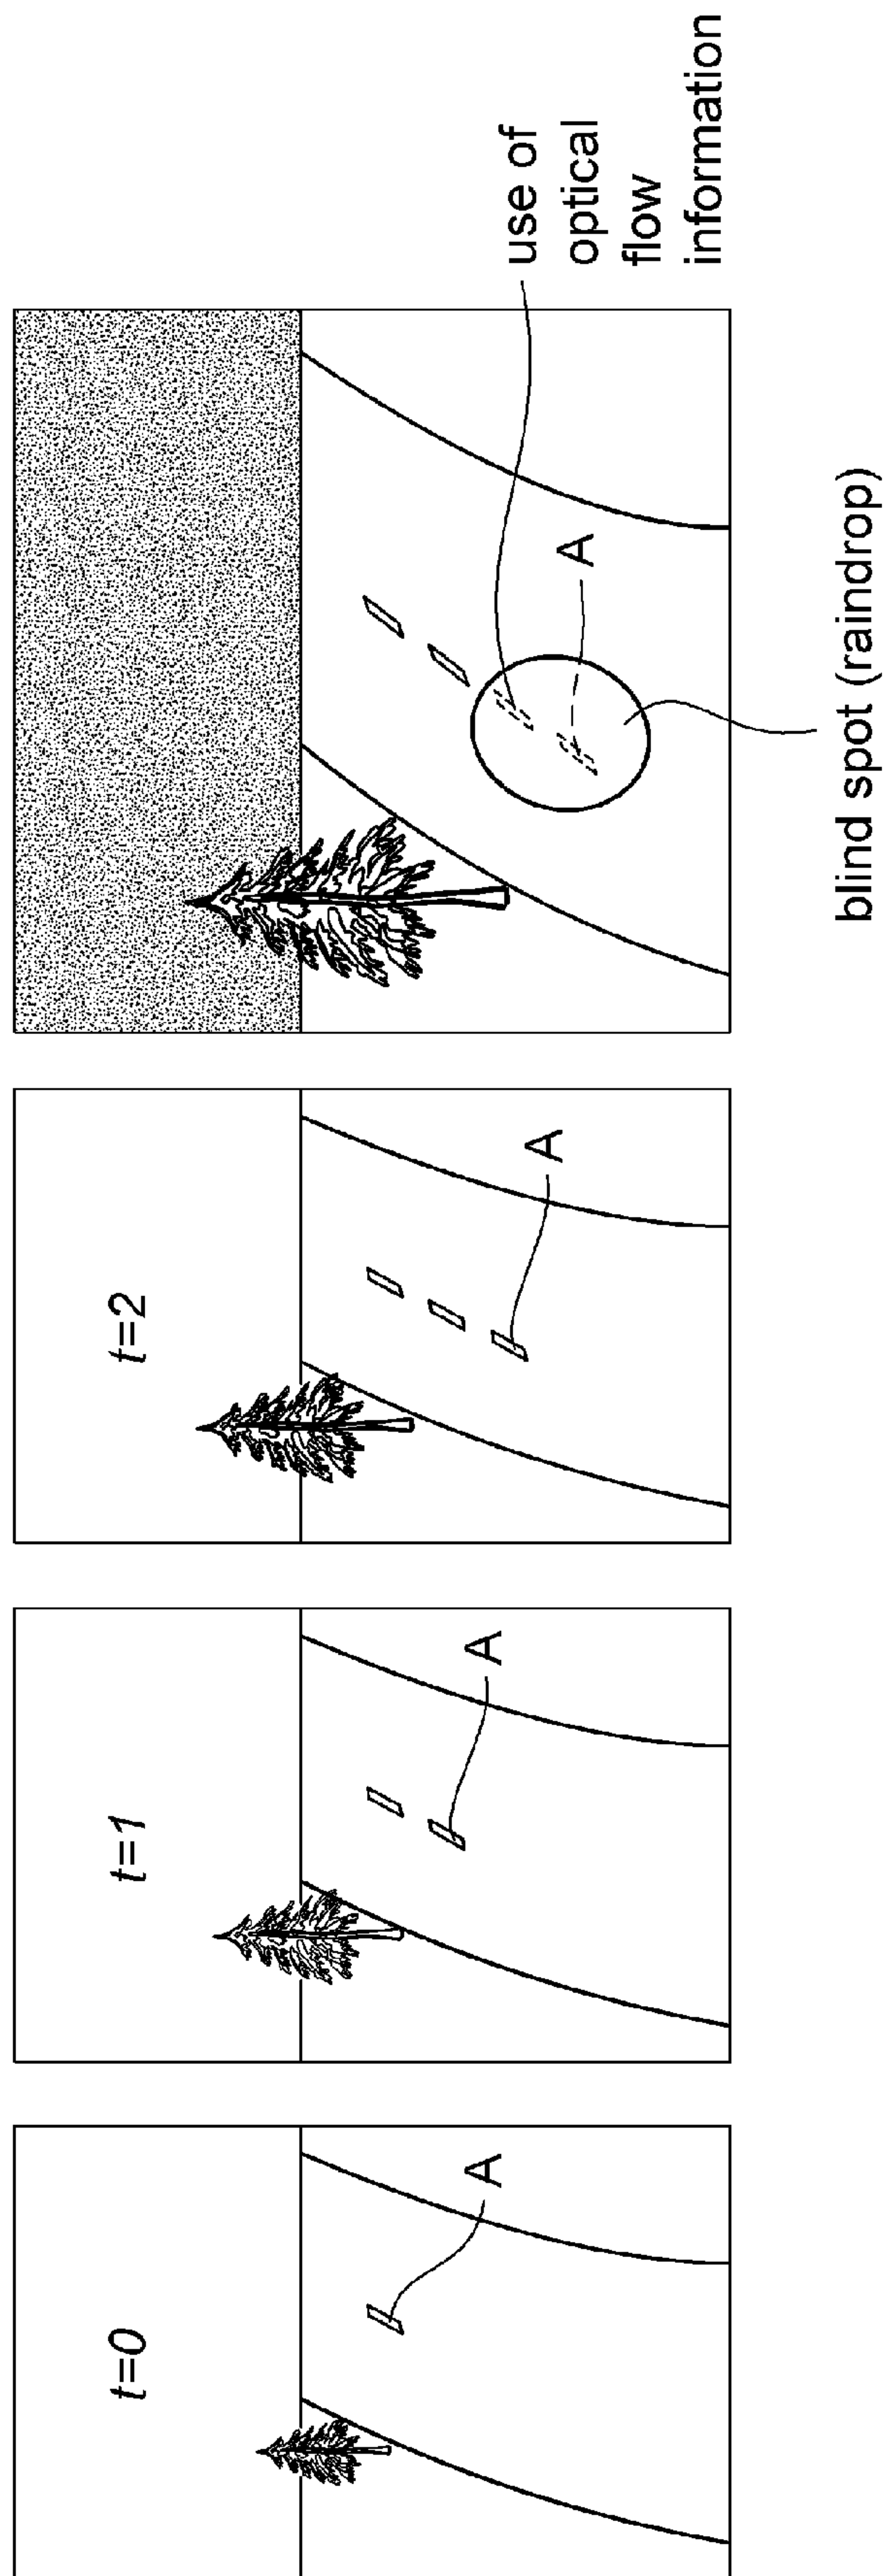 t=0
A
t=1
A
t=2
A
use of
optical
flow
information
A
blind spot (raindrop)